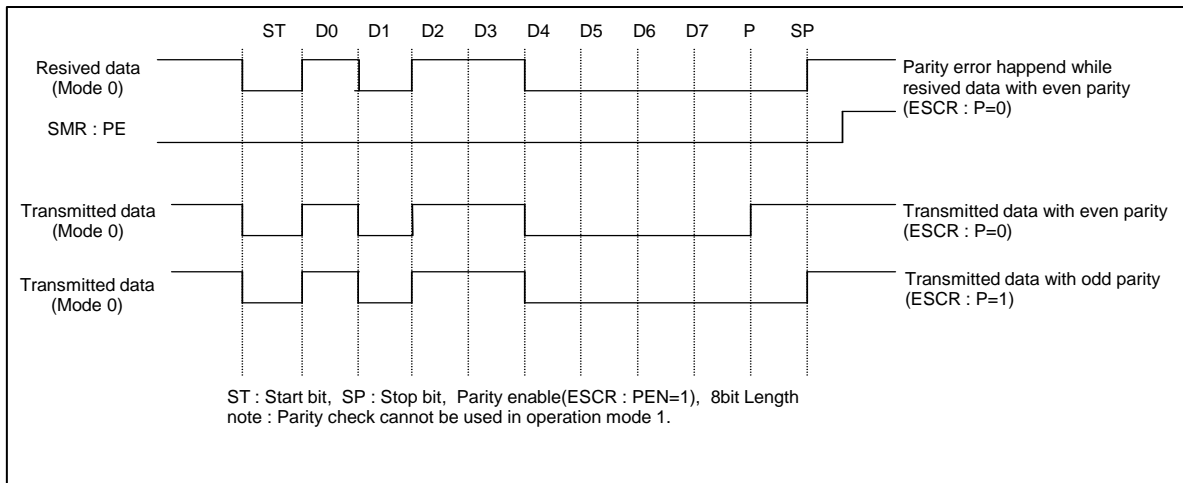 ST D0 D1 D2 D3 D4 D5 D6 D7 P SP
Resived data
(Mode 0)
Parity error happend while
resived data with even parity
(ESCR : P=0)
SMR : PE
Transmitted data
(Mode 0)
Transmitted data with even parity
(ESCR : P=0)
Transmitted data
(Mode 0)
Transmitted data with odd parity
(ESCR : P=1)
ST : Start bit, SP : Stop bit, Parity enable(ESCR : PEN=1), 8bit Length
note : Parity check cannot be used in operation mode 1.